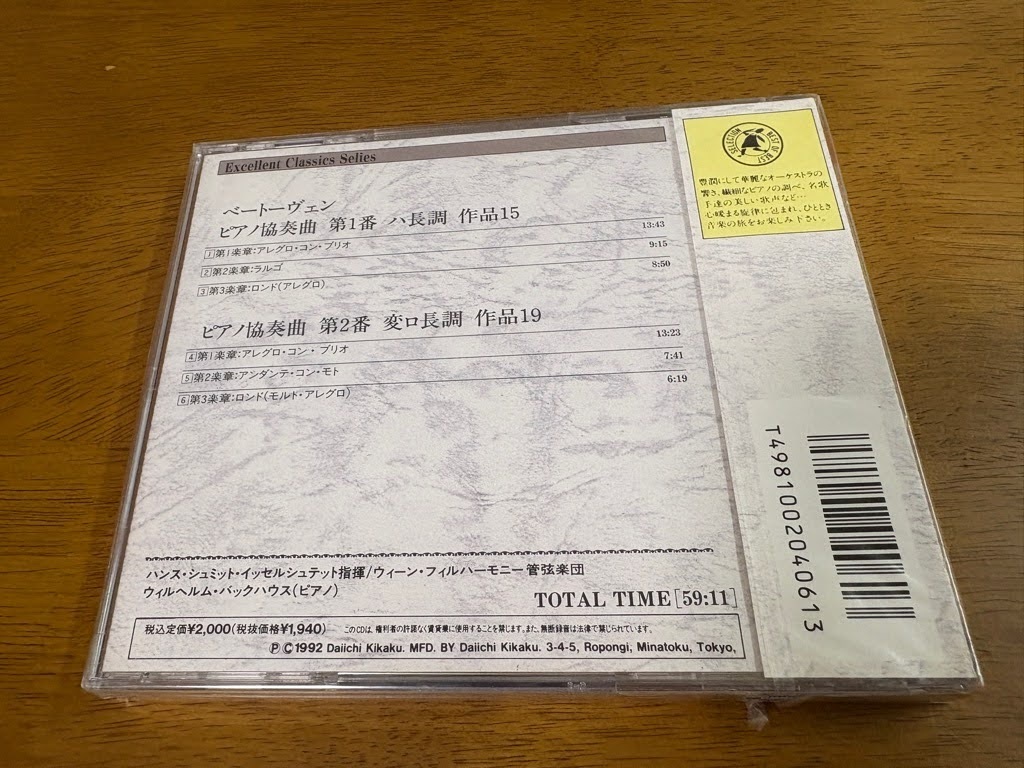 Excellent Classics Selies
ベートーヴェン
ピアノ協奏曲 第1番 ハ長調 作品15
1 第1楽章:アレグロ・コン・ブリオ 13:43
2 第2楽章:ラルゴ 9:15
3 第3楽章:ロンド(アレグロ) 8:50
ピアノ協奏曲 第2番 変ロ長調 作品19
4 第1楽章:アレグロ・コン・ブリオ 13:23
5 第2楽章:アンダンテ・コン・モト 7:41
6 第3楽章:ロンド(モルト・アレグロ) 6:19
ハンス・シュミット・イッセルシュテット指揮/ウィーン・フィルハーモニー管弦楽団
ウィルヘルム・バックハウス(ピアノ)
TOTAL TIME [59:11]
税込定価¥2,000(税抜価格¥1,940) このCDは、権利者の許諾なく賃貸業に使用することを禁じます。また、無断録音は法律で禁じられています。
Ⓟ Ⓒ 1992 Daiichi Kikaku. MFD. BY Daiichi Kikaku. 3-4-5, Ropongi, Minatoku, Tokyo,
SELECTION BEST OF BEST
豊潤にして華麗なオーケストラの
響き、繊細なピアノの調べ、名歌
手達の美しい歌声など…
心暖まる旋律に包まれ、ひととき
音楽の旅をお楽しみ下さい。
T4981002040613